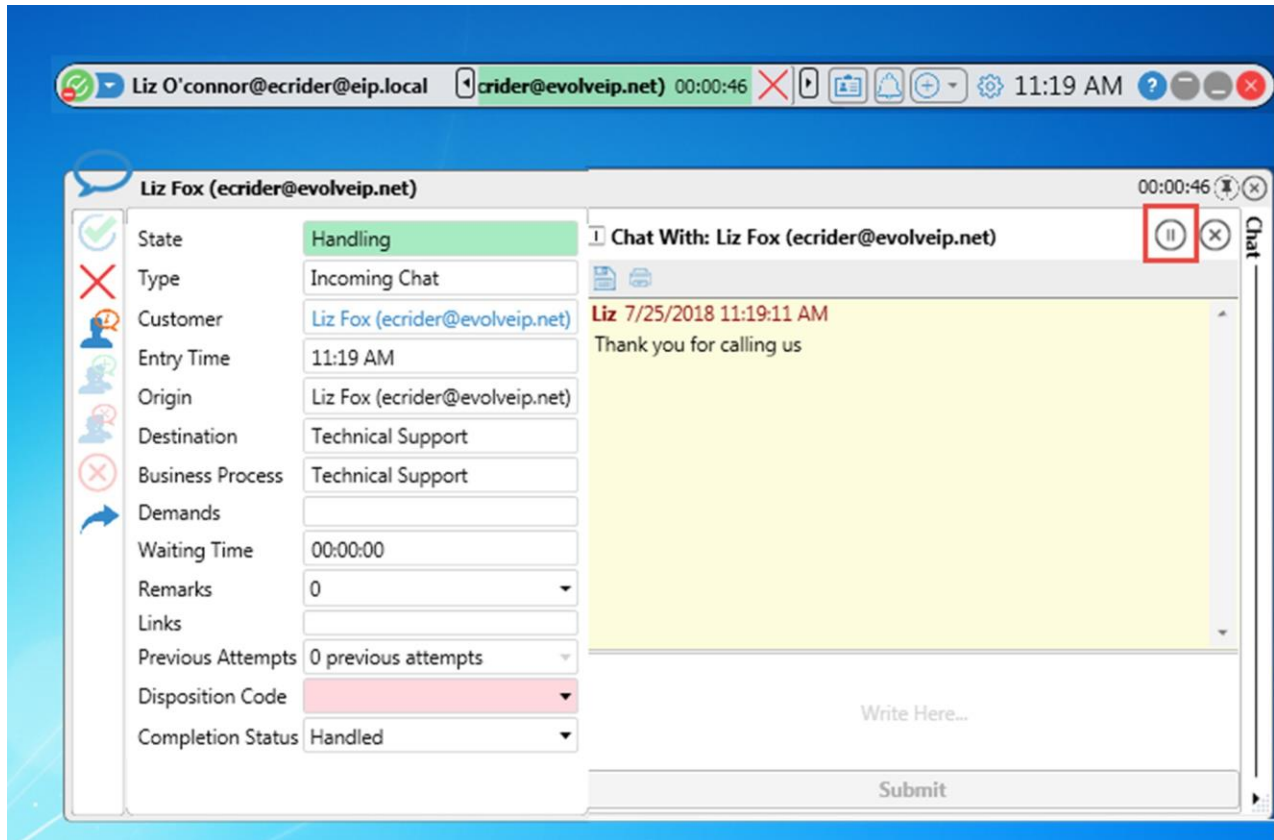 Liz O'connor@ecrider@eip.local crider@evolveip.net) 00:00:46 11:19 AM ?
Liz Fox (ecrider@evolveip.net) 00:00:46
State Handling
Type Incoming Chat
Customer Liz Fox (ecrider@evolveip.net)
Entry Time 11:19 AM
Origin Liz Fox (ecrider@evolveip.net)
Destination Technical Support
Business Process Technical Support
Demands
Waiting Time 00:00:00
Remarks 0
Links
Previous Attempts 0 previous attempts
Disposition Code
Completion Status Handled
Chat With: Liz Fox (ecrider@evolveip.net)
Liz 7/25/2018 11:19:11 AM
Thank you for calling us
Write Here...
Submit
Chat